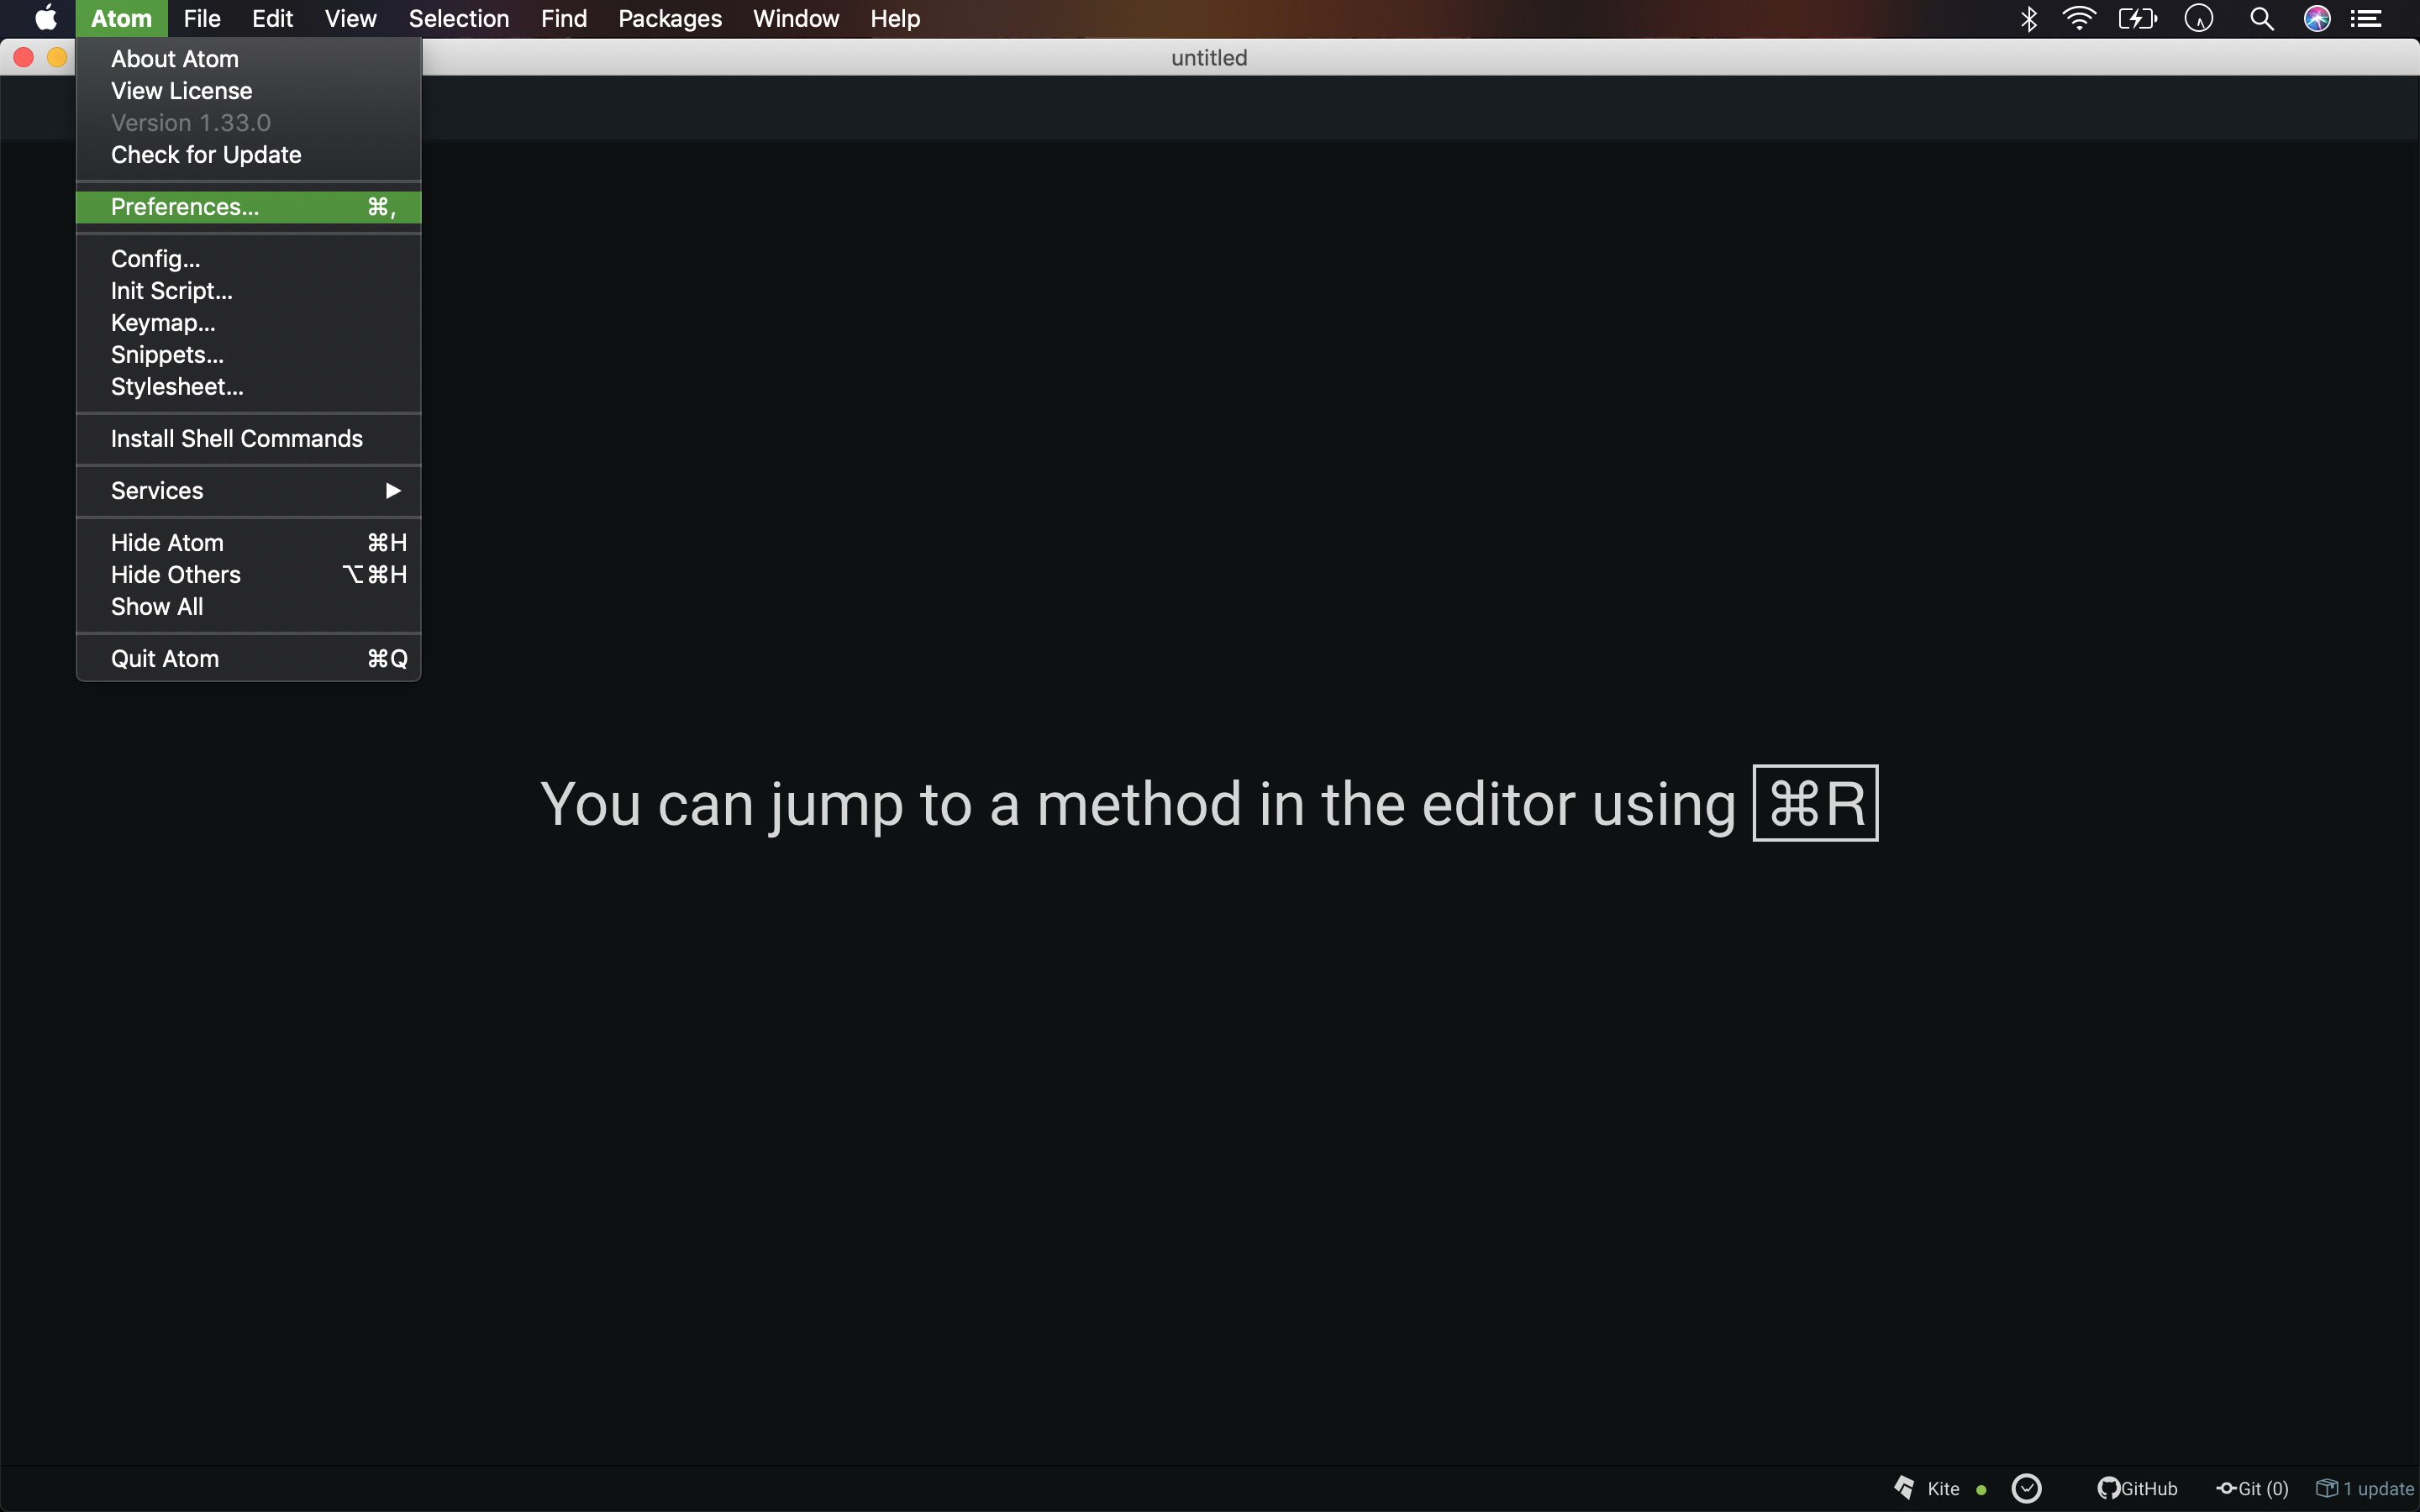 Atom File Edit View Selection Find Packages Window Help
untitled
About Atom
View License
Version 1.33.0
Check for Update
Preferences... ⌘,
Config...
Init Script...
Keymap...
Snippets...
Stylesheet...
Install Shell Commands
Services ▶
Hide Atom ⌘H
Hide Others ⌥⌘H
Show All
Quit Atom ⌘Q
You can jump to a method in the editor using ⌘R
Kite GitHub Git (0) 1 update